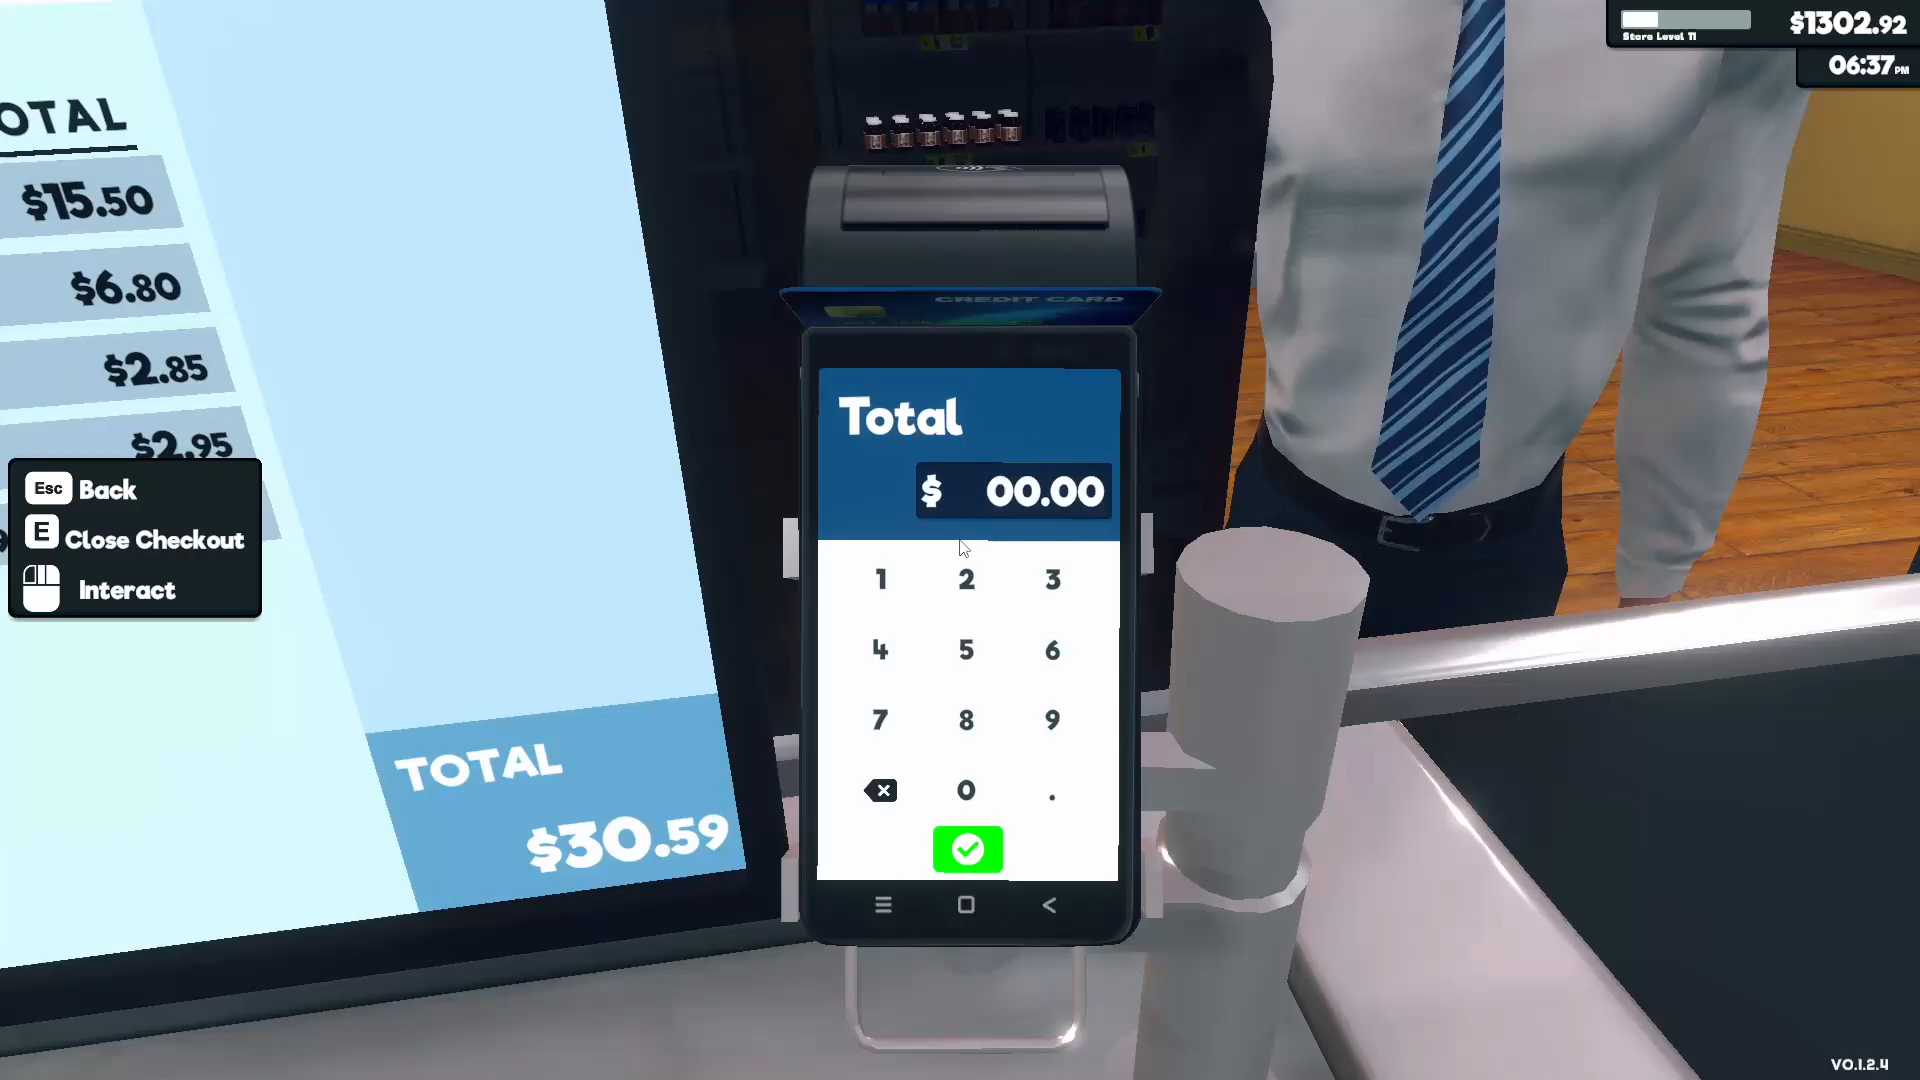 OTAL
$15.50
$6.80
$2.85
$2.95
TOTAL
$30.59
Esc Back
E Close Checkout
Interact
CREDIT CARD
Total
$ 00.00
1 2 3
4 5 6
7 8 9
0 .
$1302.92
Store Level 11
06:37 PM
V0.1.2.4